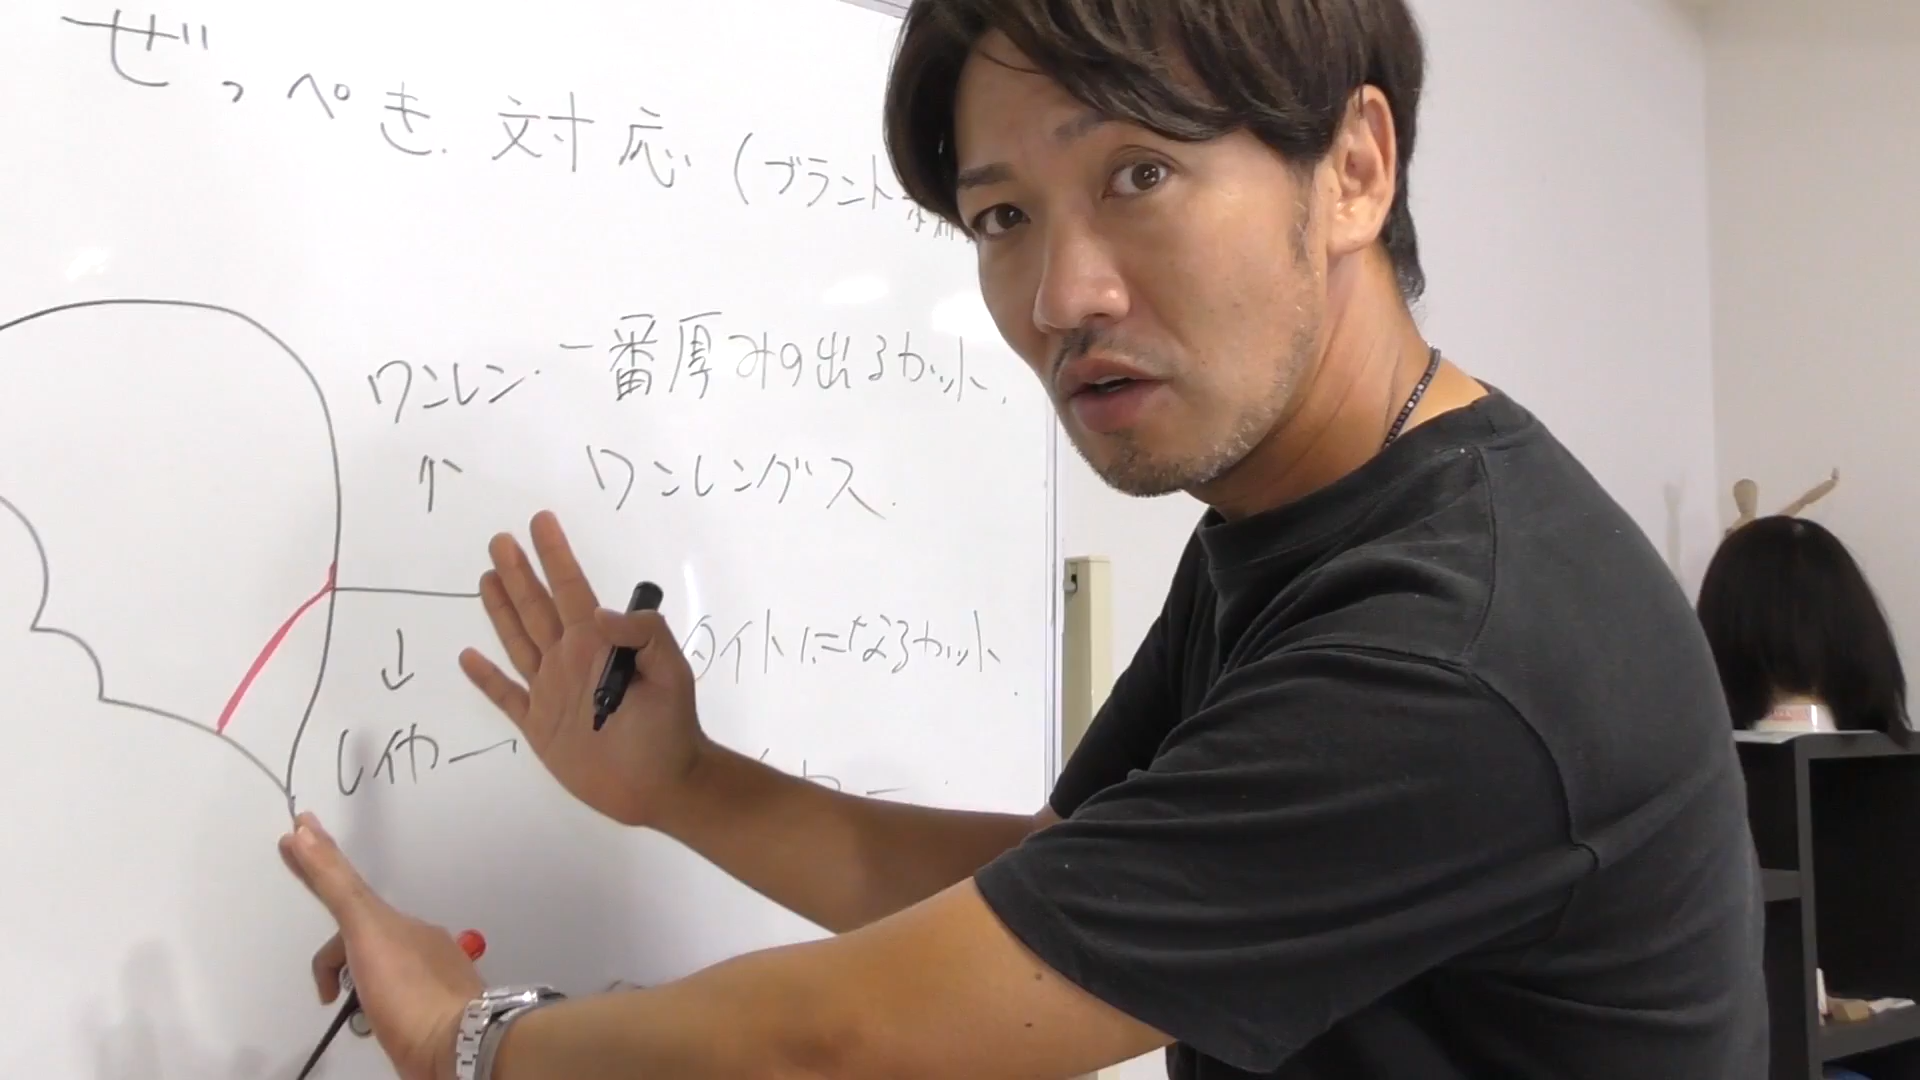 ぜっぺき対応(ブラント
ワンレン 一番厚みの出るカット.
↑ ワンレングス.
↓ タイトになるカット.
レイヤー